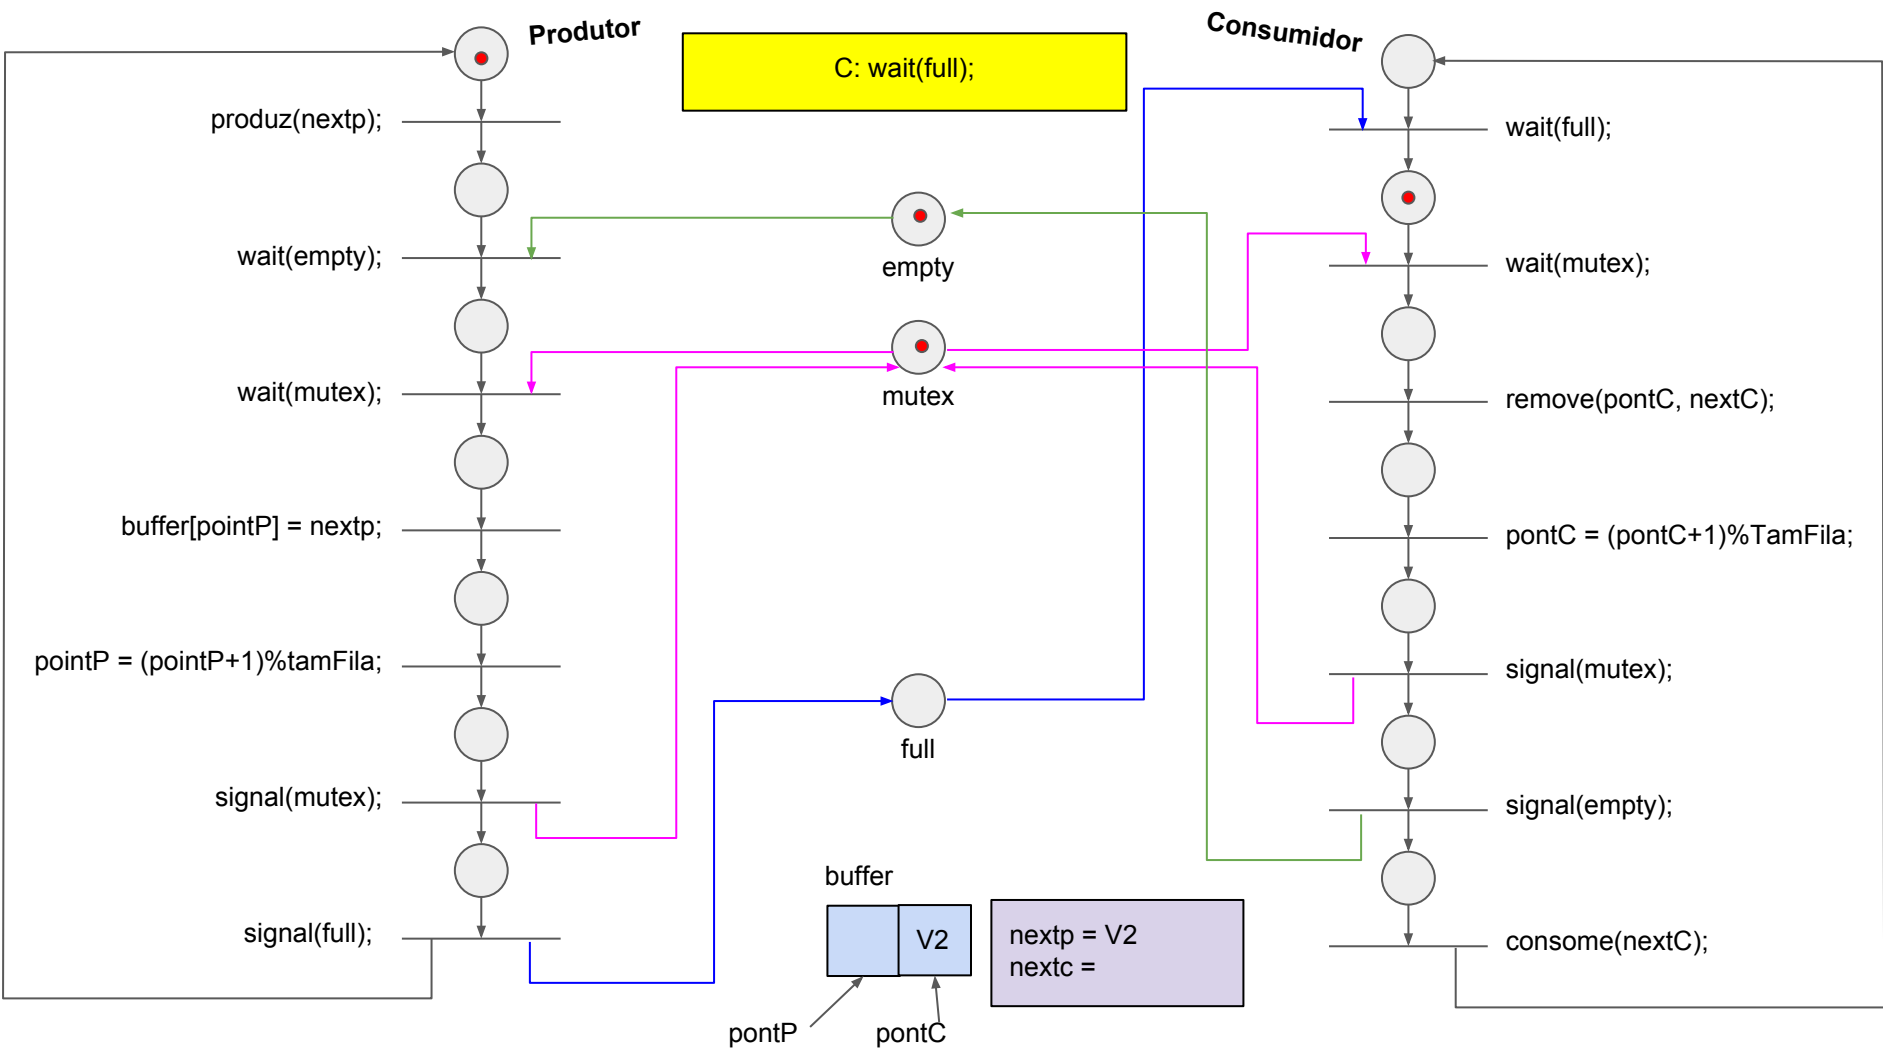 Produtor
Consumidor
C: wait(full);
produz(nextp);
wait(full);
wait(empty);
empty
wait(mutex);
wait(mutex);
mutex
remove(pontC, nextC);
buffer[pointP] = nextp;
pontC = (pontC+1)%TamFila;
pointP = (pointP+1)%tamFila;
signal(mutex);
full
signal(mutex);
signal(empty);
buffer
signal(full);
V2
nextp = V2
nextc =
consome(nextC);
pontP
pontC